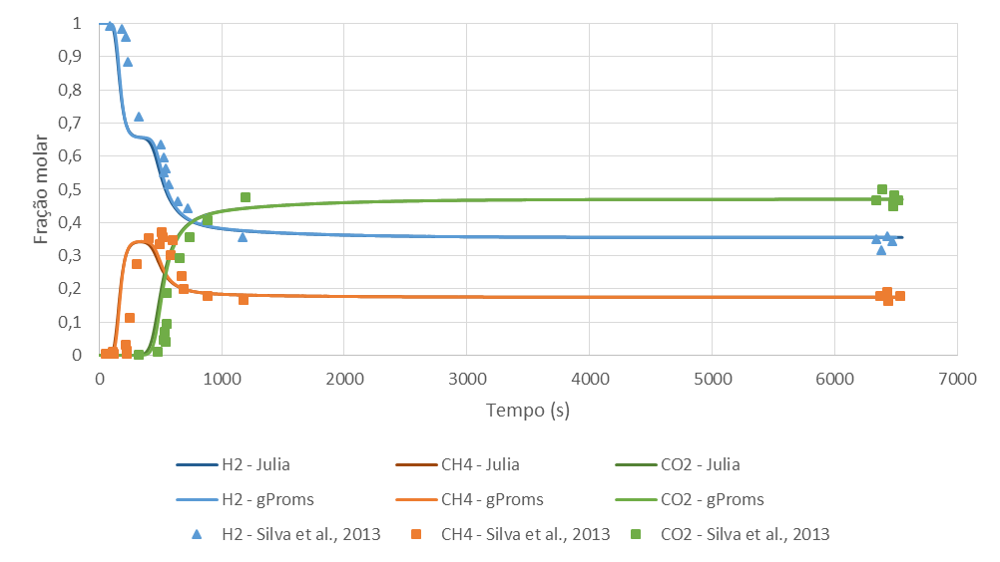 1
0,9
0,8
0,7
0,6
0,5
0,4
0,3
0,2
0,1
0
Fração molar
0 1000 2000 3000 4000 5000 6000 7000
Tempo (s)
H2 - Julia CH4 - Julia CO2 - Julia
H2 - gProms CH4 - gProms CO2 - gProms
H2 - Silva et al., 2013 CH4 - Silva et al., 2013 CO2 - Silva et al., 2013